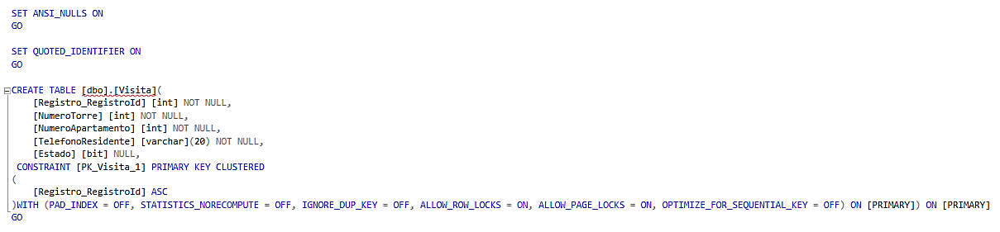 SET ANSI_NULLS ON
GO
SET QUOTED_IDENTIFIER ON
GO
CREATE TABLE [dbo].[Visita](
[Registro_RegistroId] [int] NOT NULL,
[NumeroTorre] [int] NOT NULL,
[NumeroApartamento] [int] NOT NULL,
[TelefonoResidente] [varchar](20) NOT NULL,
[Estado] [bit] NULL,
CONSTRAINT [PK_Visita_1] PRIMARY KEY CLUSTERED
(
[Registro_RegistroId] ASC
)WITH (PAD_INDEX = OFF, STATISTICS_NORECOMPUTE = OFF, IGNORE_DUP_KEY = OFF, ALLOW_ROW_LOCKS = ON, ALLOW_PAGE_LOCKS = ON, OPTIMIZE_FOR_SEQUENTIAL_KEY = OFF) ON [PRIMARY]) ON [PRIMARY]
GO